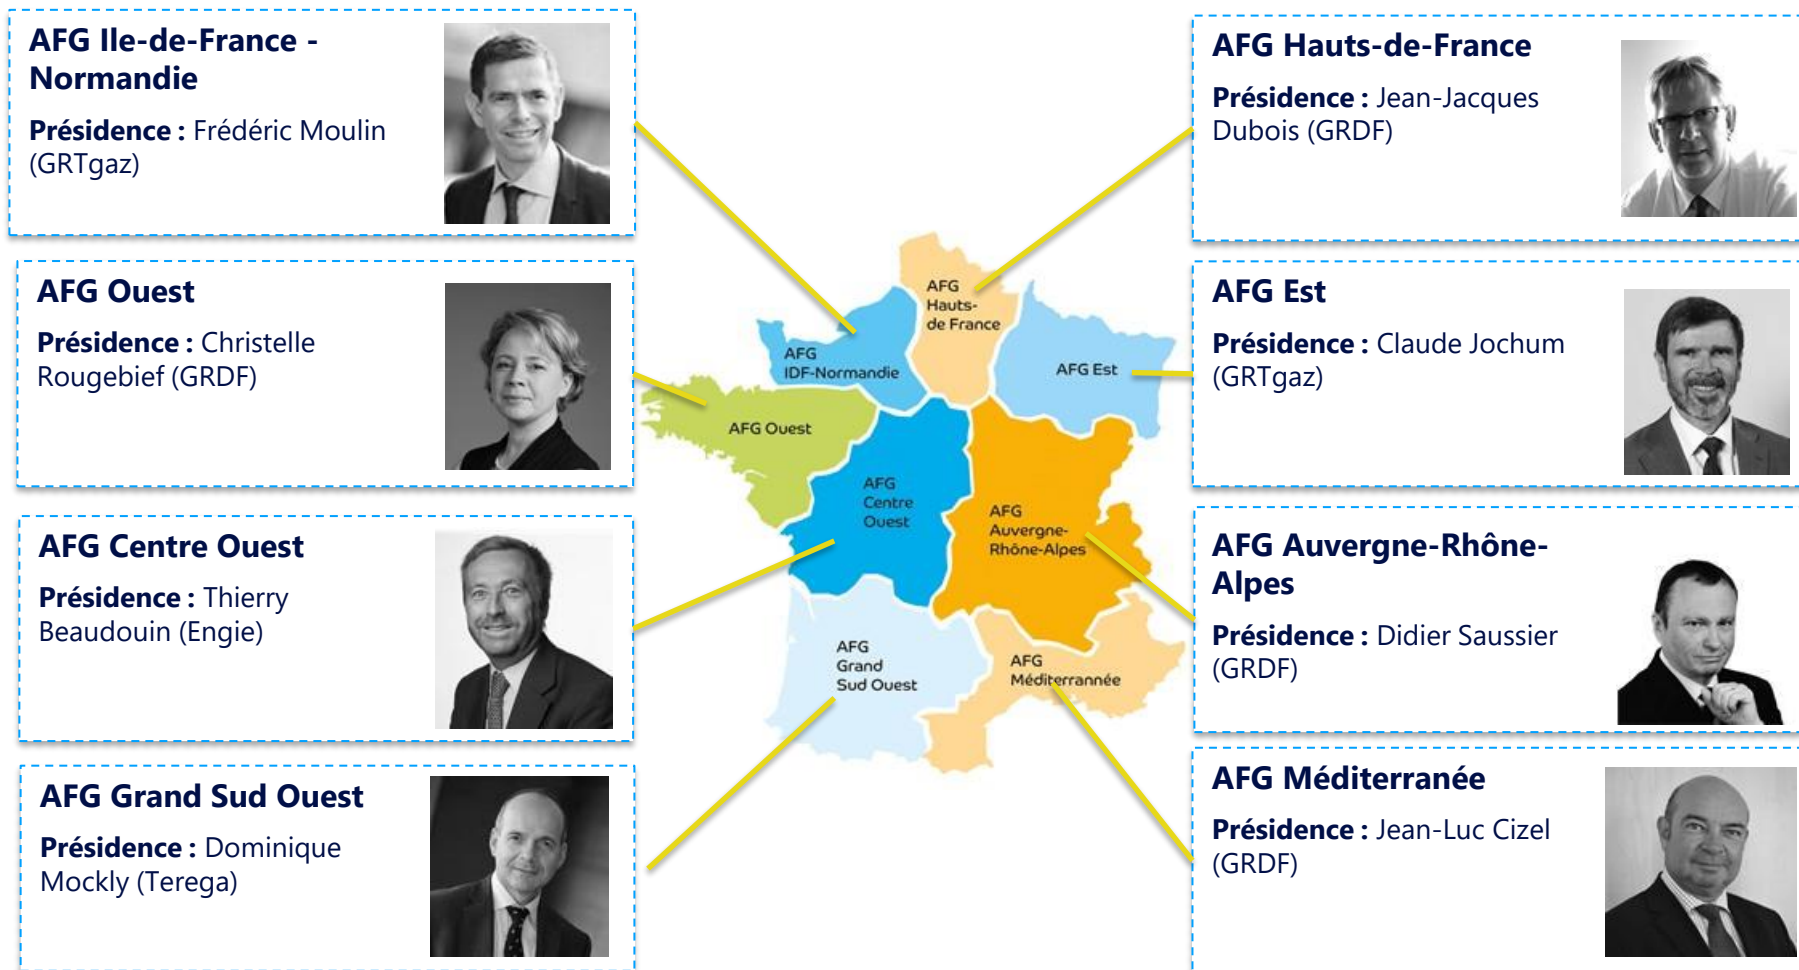 AFG Ile-de-France -
Normandie
Présidence : Frédéric Moulin
(GRTgaz)
AFG Ouest
Présidence : Christelle
Rougebief (GRDF)
AFG Centre Ouest
Présidence : Thierry
Beaudouin (Engie)
AFG Grand Sud Ouest
Présidence : Dominique
Mockly (Terega)
AFG
Hauts-
de France
AFG
IDF-Normandie
AFG Est
AFG Ouest
AFG
Centre
Ouest
AFG
Auvergne-
Rhône-Alpes
AFG
Grand
Sud Ouest
AFG
Méditerrannée
AFG Hauts-de-France
Présidence : Jean-Jacques
Dubois (GRDF)
AFG Est
Présidence : Claude Jochum
(GRTgaz)
AFG Auvergne-Rhône-
Alpes
Présidence : Didier Saussier
(GRDF)
AFG Méditerranée
Présidence : Jean-Luc Cizel
(GRDF)